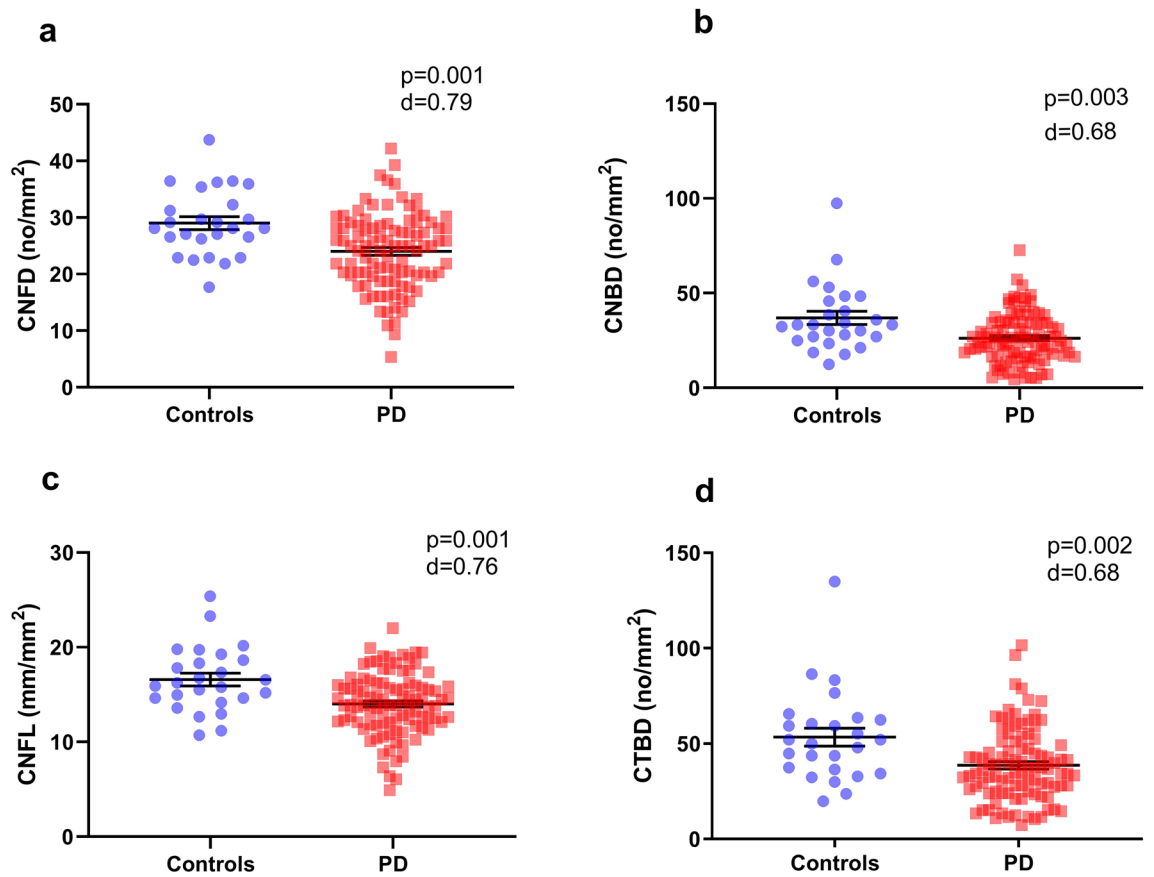 a
p=0.001
d=0.79
CNFD (no/mm²)
50
40
30
20
10
0
Controls
PD
b
p=0.003
d=0.68
CNBD (no/mm²)
150
100
50
0
Controls
PD
c
p=0.001
d=0.76
CNFL (mm/mm²)
30
20
10
0
Controls
PD
d
p=0.002
d=0.68
CTBD (no/mm²)
150
100
50
0
Controls
PD